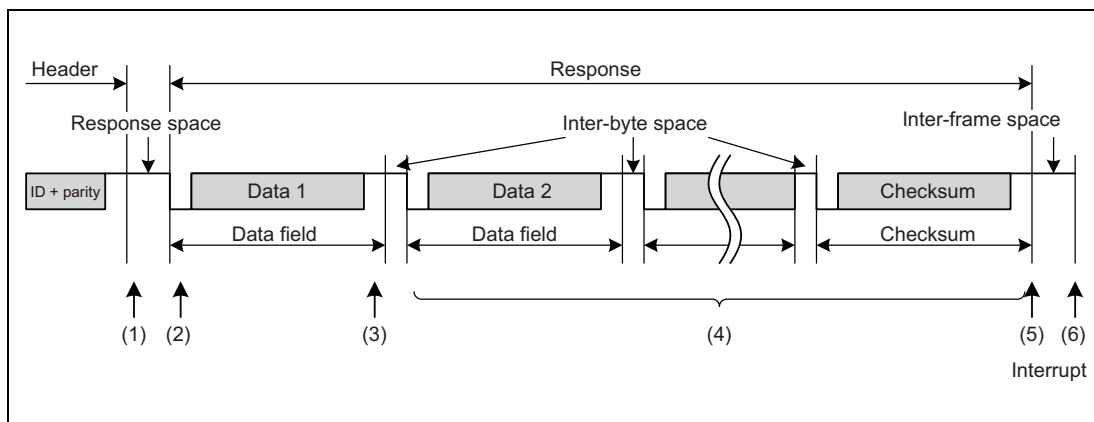 Header
Response
Response space
Inter-byte space
Inter-frame space
ID + parity
Data 1
Data 2
Checksum
Data field
Data field
Checksum
(1)
(2)
(3)
(4)
(5)
(6)
Interrupt